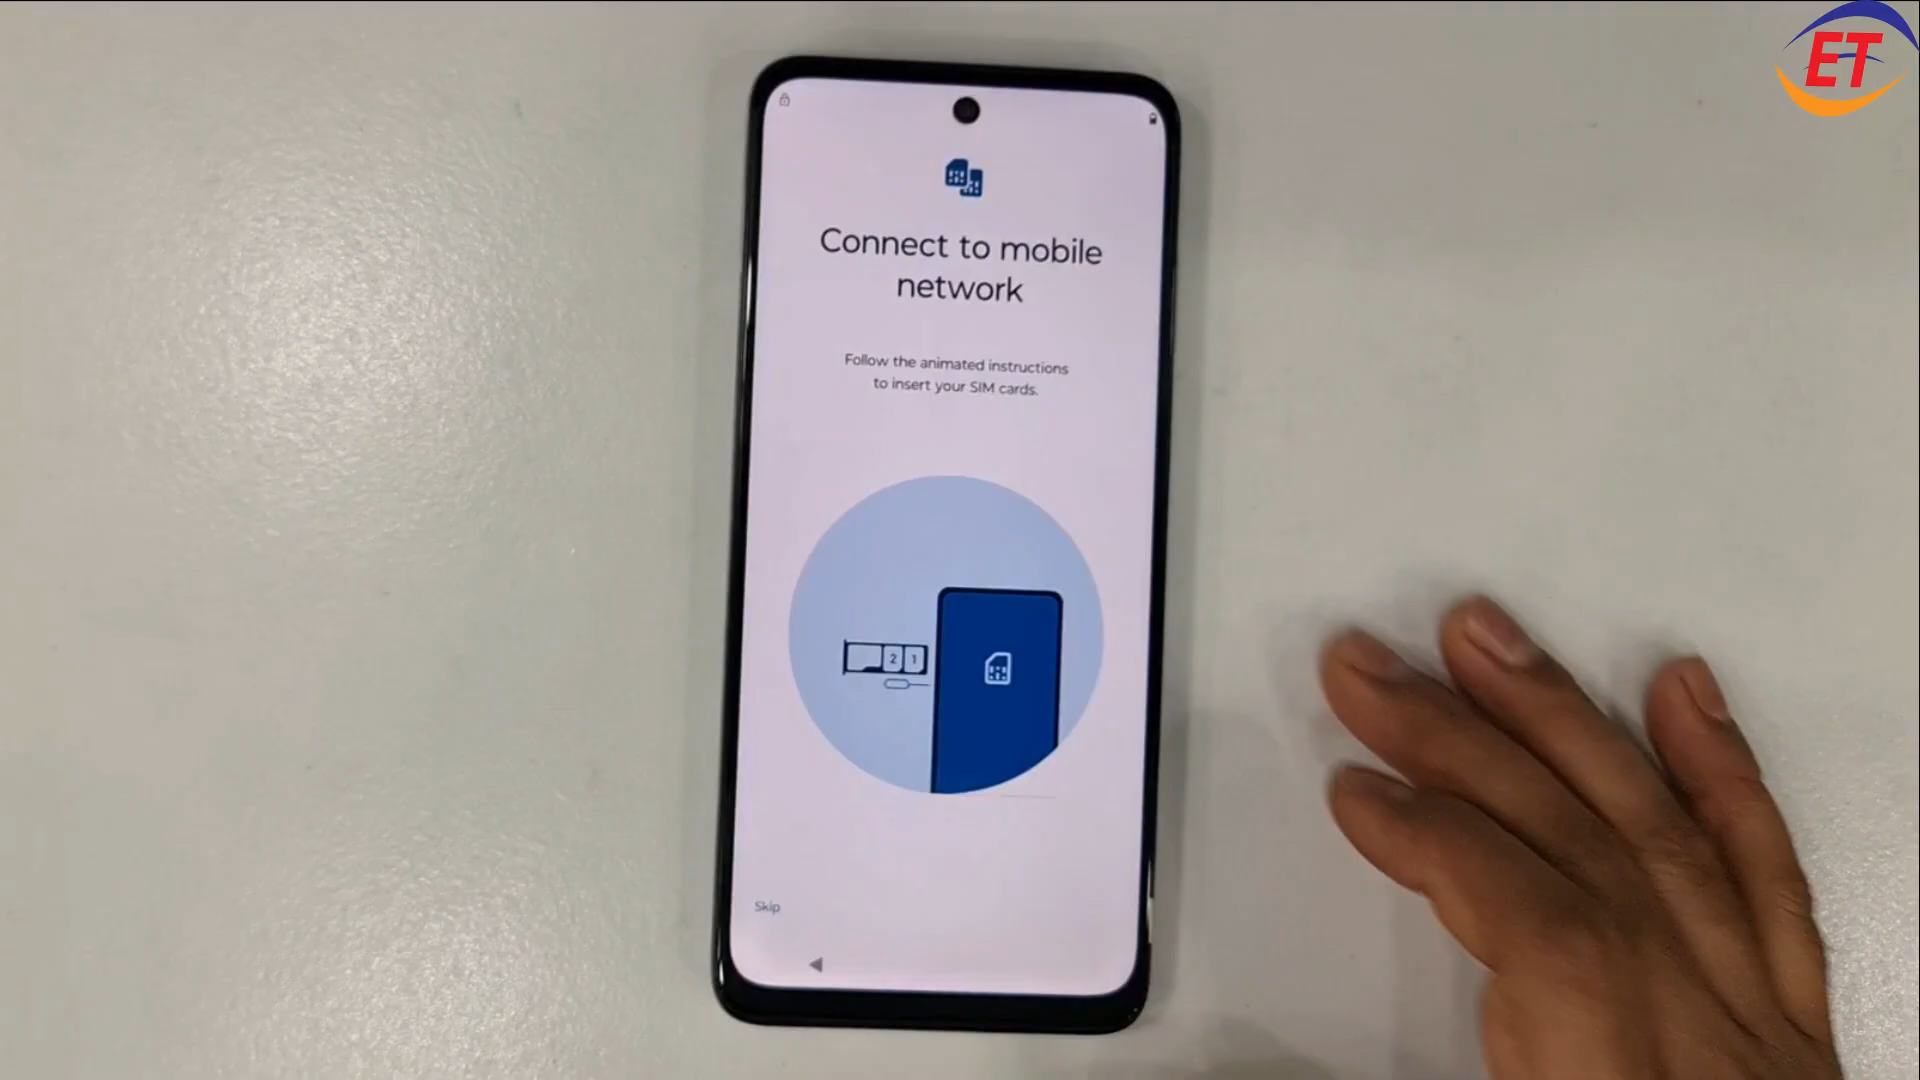 ET
Connect to mobile
network
Follow the animated instructions
to insert your SIM cards.
2 1
Skip